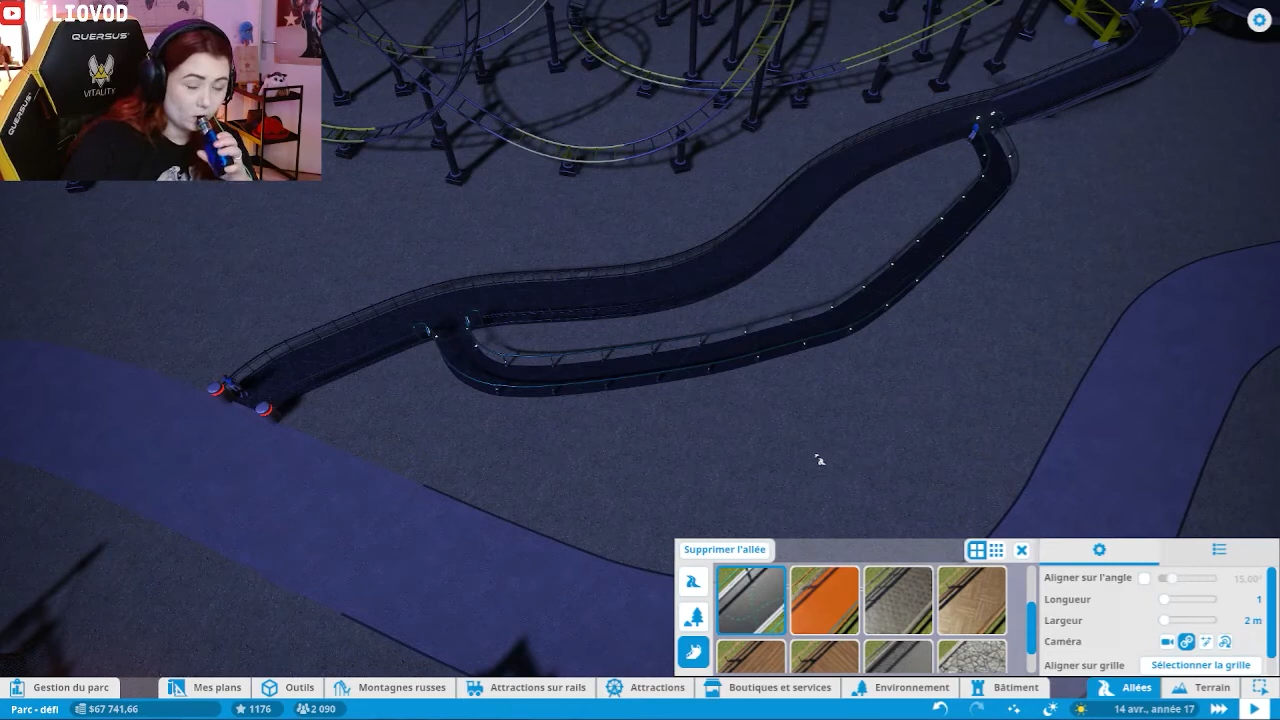 HÉLIOVOD
QUERSUS
VITALITY
QUERSUS
Supprimer l'allée
Aligner sur l'angle
15,00°
Longueur
1
Largeur
2 m
Caméra
Aligner sur grille
Sélectionner la grille
Gestion du parc
Mes plans
Outils
Montagnes russes
Attractions sur rails
Attractions
Boutiques et services
Environnement
Bâtiment
Allées
Terrain
Parc - défi
$67 741,66
1176
2 090
14 avr., année 17